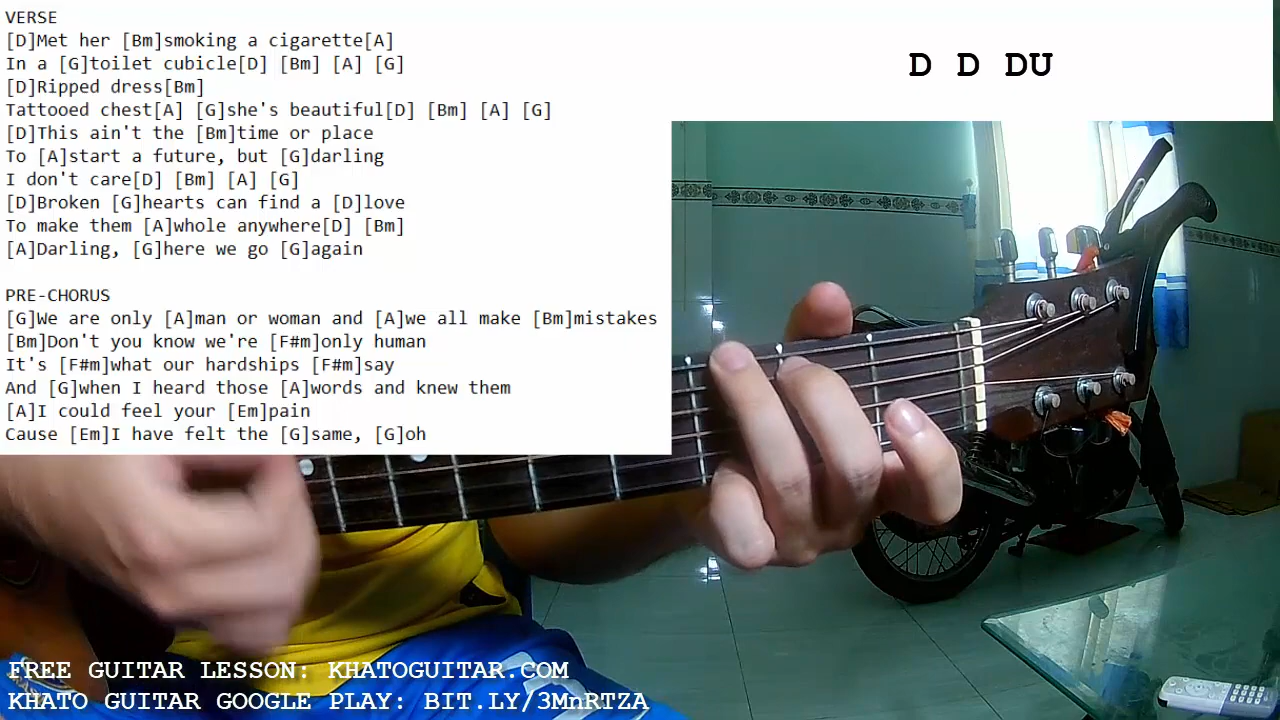 VERSE
[D]Met her [Bm]smoking a cigarette[A]
In a [G]toilet cubicle[D] [Bm] [A] [G]
[D]Ripped dress[Bm]
Tattooed chest[A] [G]she's beautiful[D] [Bm] [A] [G]
[D]This ain't the [Bm]time or place
To [A]start a future, but [G]darling
I don't care[D] [Bm] [A] [G]
[D]Broken [G]hearts can find a [D]love
To make them [A]whole anywhere[D] [Bm]
[A]Darling, [G]here we go [G]again
PRE-CHORUS
[G]We are only [A]man or woman and [A]we all make [Bm]mistakes
[Bm]Don't you know we're [F#m]only human
It's [F#m]what our hardships [F#m]say
And [G]when I heard those [A]words and knew them
[A]I could feel your [Em]pain
Cause [Em]I have felt the [G]same, [G]oh
D D DU
FREE GUITAR LESSON: KHATOGUITAR.COM
KHATO GUITAR GOOGLE PLAY: BIT.LY/3MnRTZA